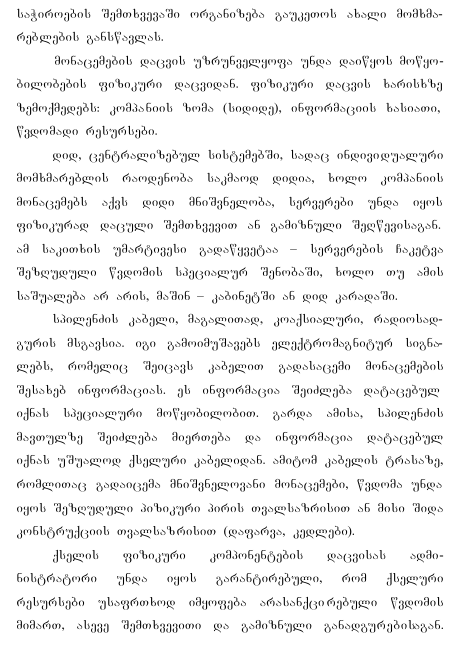 საჭიროების შემთხვევაში ორგანიზება გაუკეთოს ახალი მომხმა-
რებლების განსწავლას.
მონაცემების დაცვის უზრუნველყოფა უნდა დაიწყოს მოწყო-
ბილობების ფიზიკური დაცვიდან. ფიზიკური დაცვის ხარისხზე
ზემოქმედებს: კომპანიის ზომა (სიდიდე), ინფორმაციის ხასიათი,
წვდომადი რესურსები.
დიდ, ცენტრალიზებულ სისტემებში, სადაც ინდივიდუალური
მომხმარებლის რაოდენობა საკმაოდ დიდია, ხოლო კომპანიის
მონაცემებს აქვს დიდი მნიშვნელობა, სერვერები უნდა იყოს
ფიზიკურად დაცული შემთხვევით ან გამიზნული შეღწევისაგან.
ამ საკითხის უმარტივესი გადაწყვეტაა – სერვერების ჩაკეტვა
შეზღუდული წვდომის სპეციალურ შენობაში, ხოლო თუ ამის
საშუალება არ არის, მაშინ – კაბინეტში ან დიდ კარადაში.
სპილენძის კაბელი, მაგალითად, კოაქსიალური, რადიოსად-
გურის მსგავსია. იგი გამოიმუშავებს ელექტრომაგნიტურ სიგნა-
ლებს, რომელიც შეიცავს კაბელით გადასაცემი მონაცემების
შესახებ ინფორმაციას. ეს ინფორმაცია შეიძლება დატაცებულ
იქნას სპეციალური მოწყობილობით. გარდა ამისა, სპილენძის
მავთულზე შეიძლება მიერთება და ინფორმაცია დატაცებულ
იქნას უშუალოდ ქსელური კაბელიდან. ამიტომ კაბელის ტრასაზე,
რომლითაც გადაიცემა მნიშვნელოვანი მონაცემები, წვდომა უნდა
იყოს შეზღუდული პიზიკური პირის თვალსაზრისით ან მისი შიდა
კონსტრუქციის თვალსაზრისით (დაფარვა, კედლები).
ქსელის ფიზიკური კომპონენტების დაცვისას ადმი-
ნისტრატორი უნდა იყოს გარანტირებული, რომ ქსელური
რესურსები უსაფრთხოდ იმყოფება არასანქცირებული წვდომის
მიმართ, ასევე შემთხვევითი და გამიზნული განადგურებისაგან.